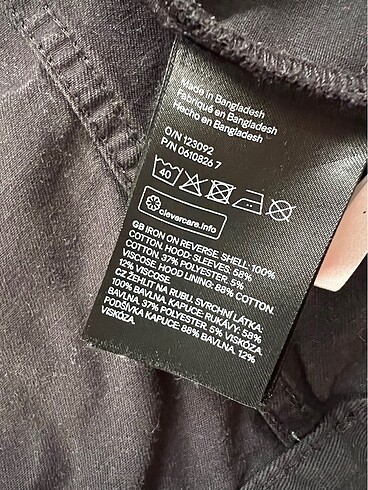 Made in Bangladesh
Fabriqué en Bangladesh
Hecho en Bangladesh
O/N 123092
P/N 0610826 7
40
clevercare.info
GB IRON ON REVERSE. SHELL: 100%
COTTON. HOOD: SLEEVES: 58%
COTTON. 37% POLYESTER. 5%
VISCOSE. HOOD LINING: 88% COTTON.
12% VISCOSE.
CZ ŽEHLIT NA RUBU. SVRCHNÍ LÁTKA:
100% BAVLNA. KAPUCE: RUKÁVY: 58%
BAVLNA. 37% POLYESTER. 5% VISKÓZA.
PODŠÍVKA KAPUCE: 88% BAVLNA. 12%
VISKÓZA.